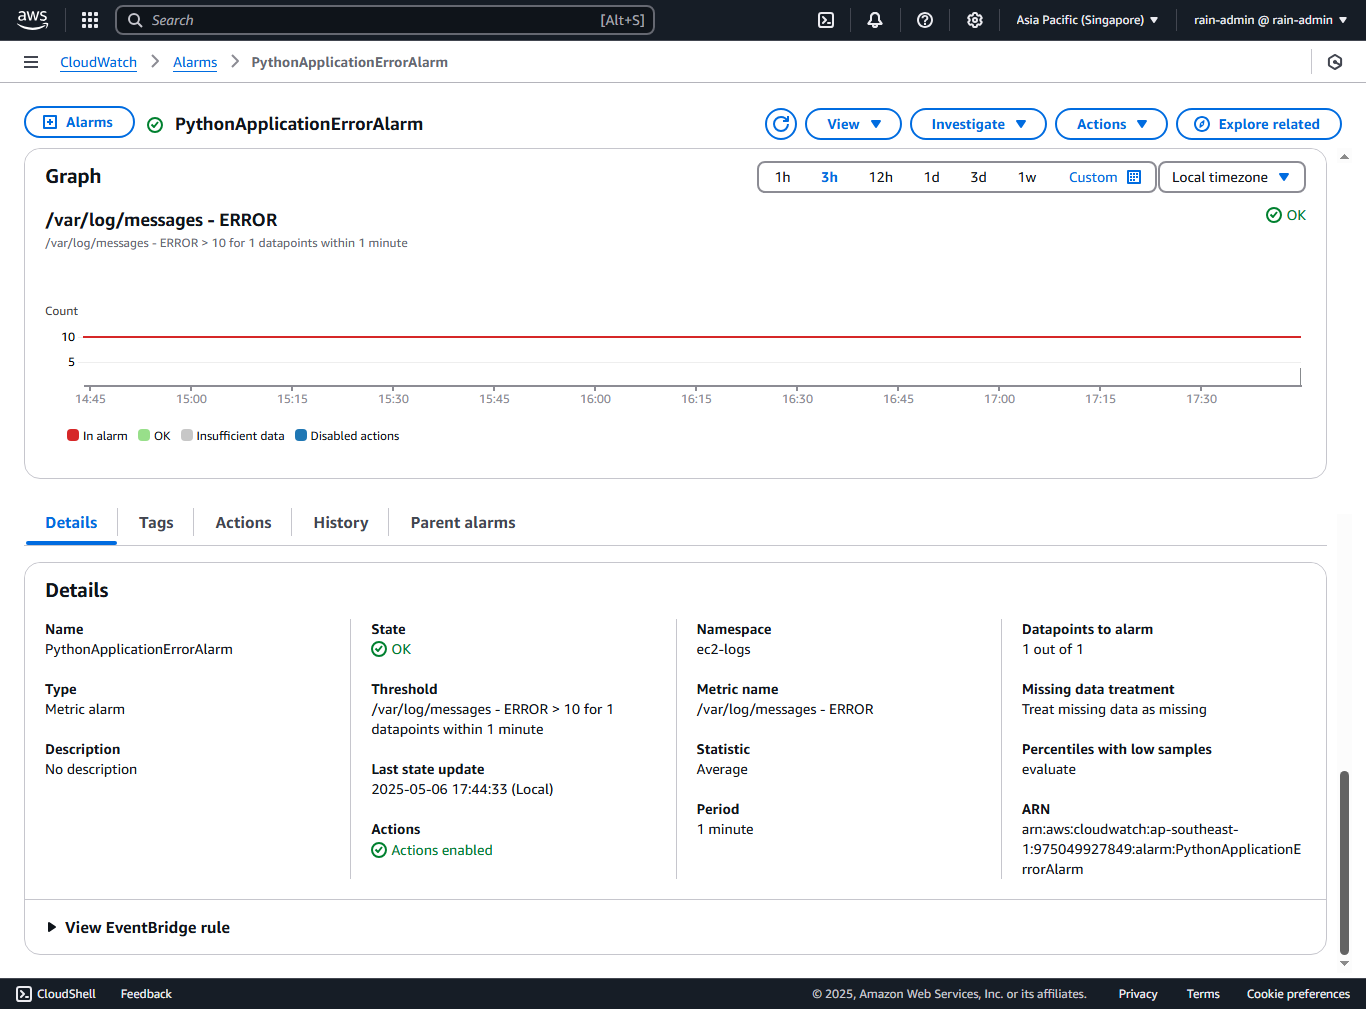 aws
Search [Alt+S]
Asia Pacific (Singapore)
rain-admin @ rain-admin
CloudWatch > Alarms > PythonApplicationErrorAlarm
Alarms
PythonApplicationErrorAlarm
View
Investigate
Actions
Explore related
Graph
1h 3h 12h 1d 3d 1w Custom
Local timezone
/var/log/messages - ERROR
OK
/var/log/messages - ERROR > 10 for 1 datapoints within 1 minute
Count
10
5
14:45 15:00 15:15 15:30 15:45 16:00 16:15 16:30 16:45 17:00 17:15 17:30
In alarm OK Insufficient data Disabled actions
Details Tags Actions History Parent alarms
Details
Name
PythonApplicationErrorAlarm
Type
Metric alarm
Description
No description
State
OK
Threshold
/var/log/messages - ERROR > 10 for 1
datapoints within 1 minute
Last state update
2025-05-06 17:44:33 (Local)
Actions
Actions enabled
Namespace
ec2-logs
Metric name
/var/log/messages - ERROR
Statistic
Average
Period
1 minute
Datapoints to alarm
1 out of 1
Missing data treatment
Treat missing data as missing
Percentiles with low samples
evaluate
ARN
arn:aws:cloudwatch:ap-southeast-
1:975049927849:alarm:PythonApplicationE
rrorAlarm
View EventBridge rule
CloudShell Feedback
© 2025, Amazon Web Services, Inc. or its affiliates. Privacy Terms Cookie preferences